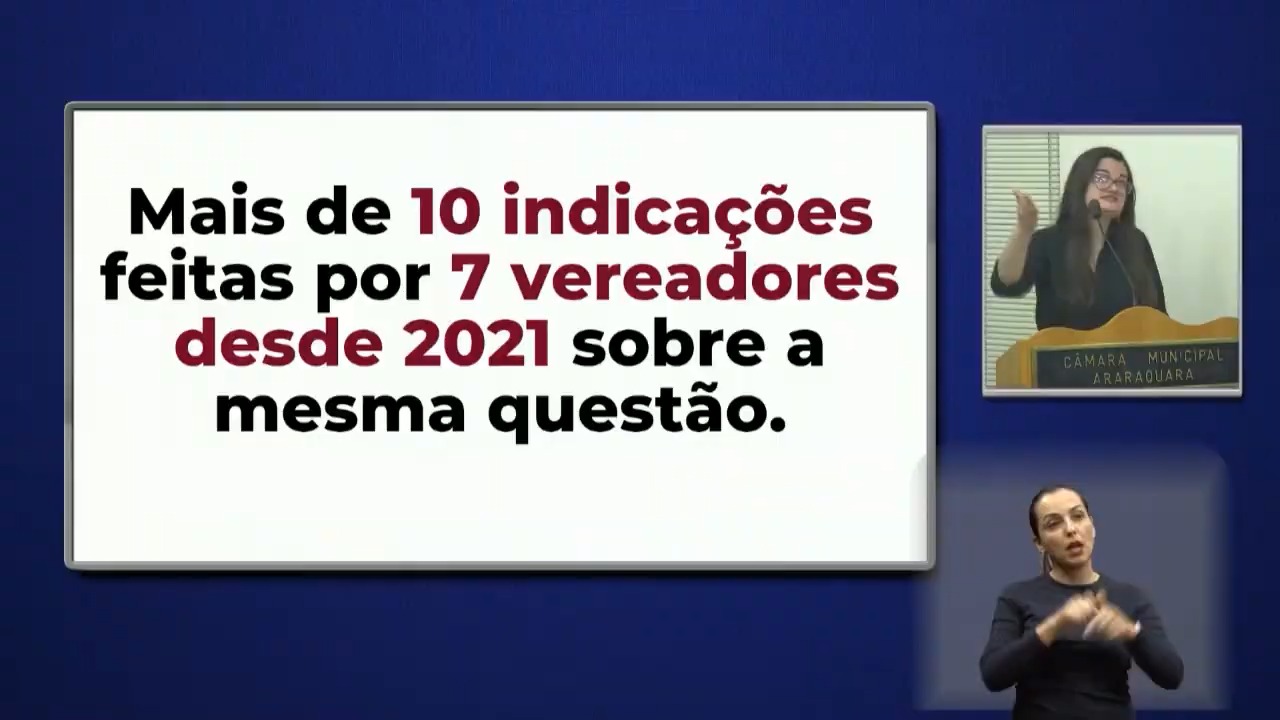 Mais de 10 indicações
feitas por 7 vereadores
desde 2021 sobre a
mesma questão.
CÂMARA MUNICIPAL
ARARAQUARA